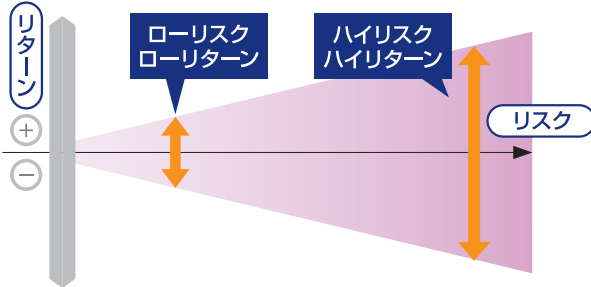 リターン
ローリスク
ローリターン
ハイリスク
ハイリターン
リスク
+
−